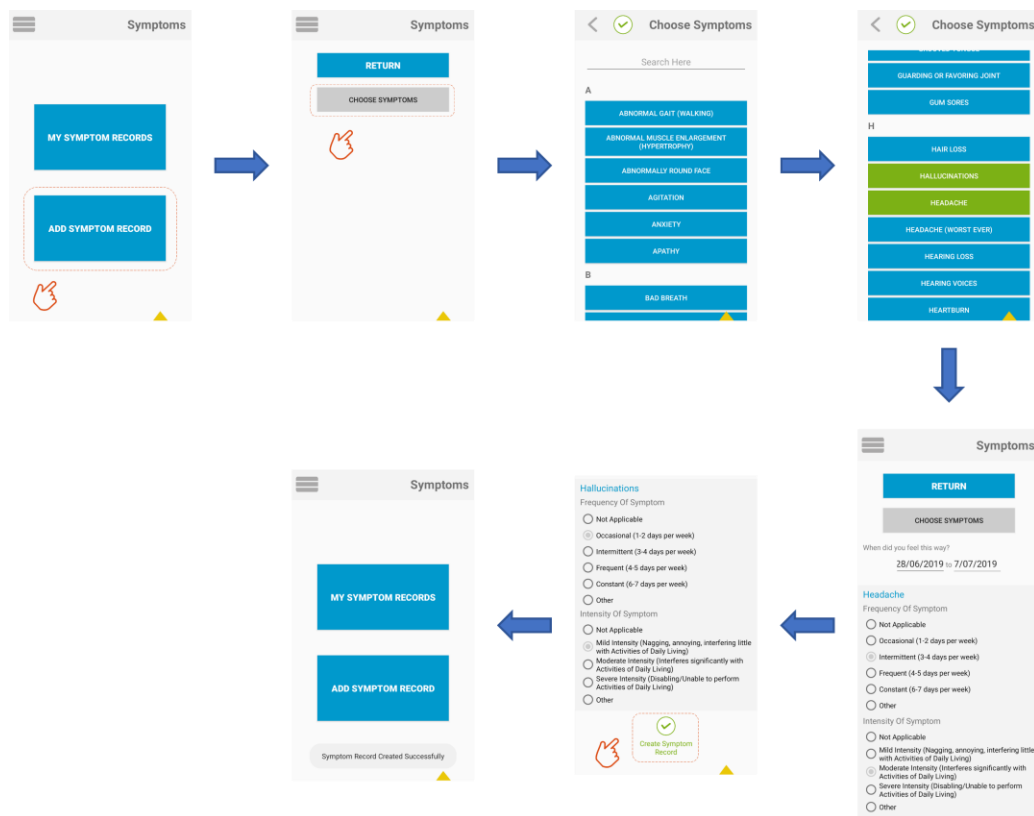 Symptoms
MY SYMPTOM RECORDS
ADD SYMPTOM RECORD
Symptoms
RETURN
CHOOSE SYMPTOMS
Choose Symptoms
Search Here
A
ABNORMAL GAIT (WALKING)
ABNORMAL MUSCLE ENLARGEMENT
(HYPERTROPHY)
ABNORMALLY ROUND FACE
AGITATION
ANXIETY
APATHY
B
BAD BREATH
Choose Symptoms
GUARDING OR FAVORING JOINT
GUM SORES
H
HAIR LOSS
HALLUCINATIONS
HEADACHE
HEADACHE (WORST EVER)
HEARING LOSS
HEARING VOICES
HEARTBURN
Symptoms
RETURN
CHOOSE SYMPTOMS
When did you feel this way?
28/06/2019 to 7/07/2019
Headache
Frequency Of Symptom
Not Applicable
Occasional (1-2 days per week)
Intermittent (3-4 days per week)
Frequent (4-5 days per week)
Constant (6-7 days per week)
Other
Intensity Of Symptom
Not Applicable
Mild Intensity (Nagging, annoying, interfering little
with Activities of Daily Living)
Moderate Intensity (Interferes significantly with
Activities of Daily Living)
Severe Intensity (Disabling/Unable to perform
Activities of Daily Living)
Other
Hallucinations
Frequency Of Symptom
Not Applicable
Occasional (1-2 days per week)
Intermittent (3-4 days per week)
Frequent (4-5 days per week)
Constant (6-7 days per week)
Other
Intensity Of Symptom
Not Applicable
Mild Intensity (Nagging, annoying, interfering little
with Activities of Daily Living)
Moderate Intensity (Interferes significantly with
Activities of Daily Living)
Severe Intensity (Disabling/Unable to perform
Activities of Daily Living)
Other
Create Symptom
Record
Symptoms
MY SYMPTOM RECORDS
ADD SYMPTOM RECORD
Symptom Record Created Successfully